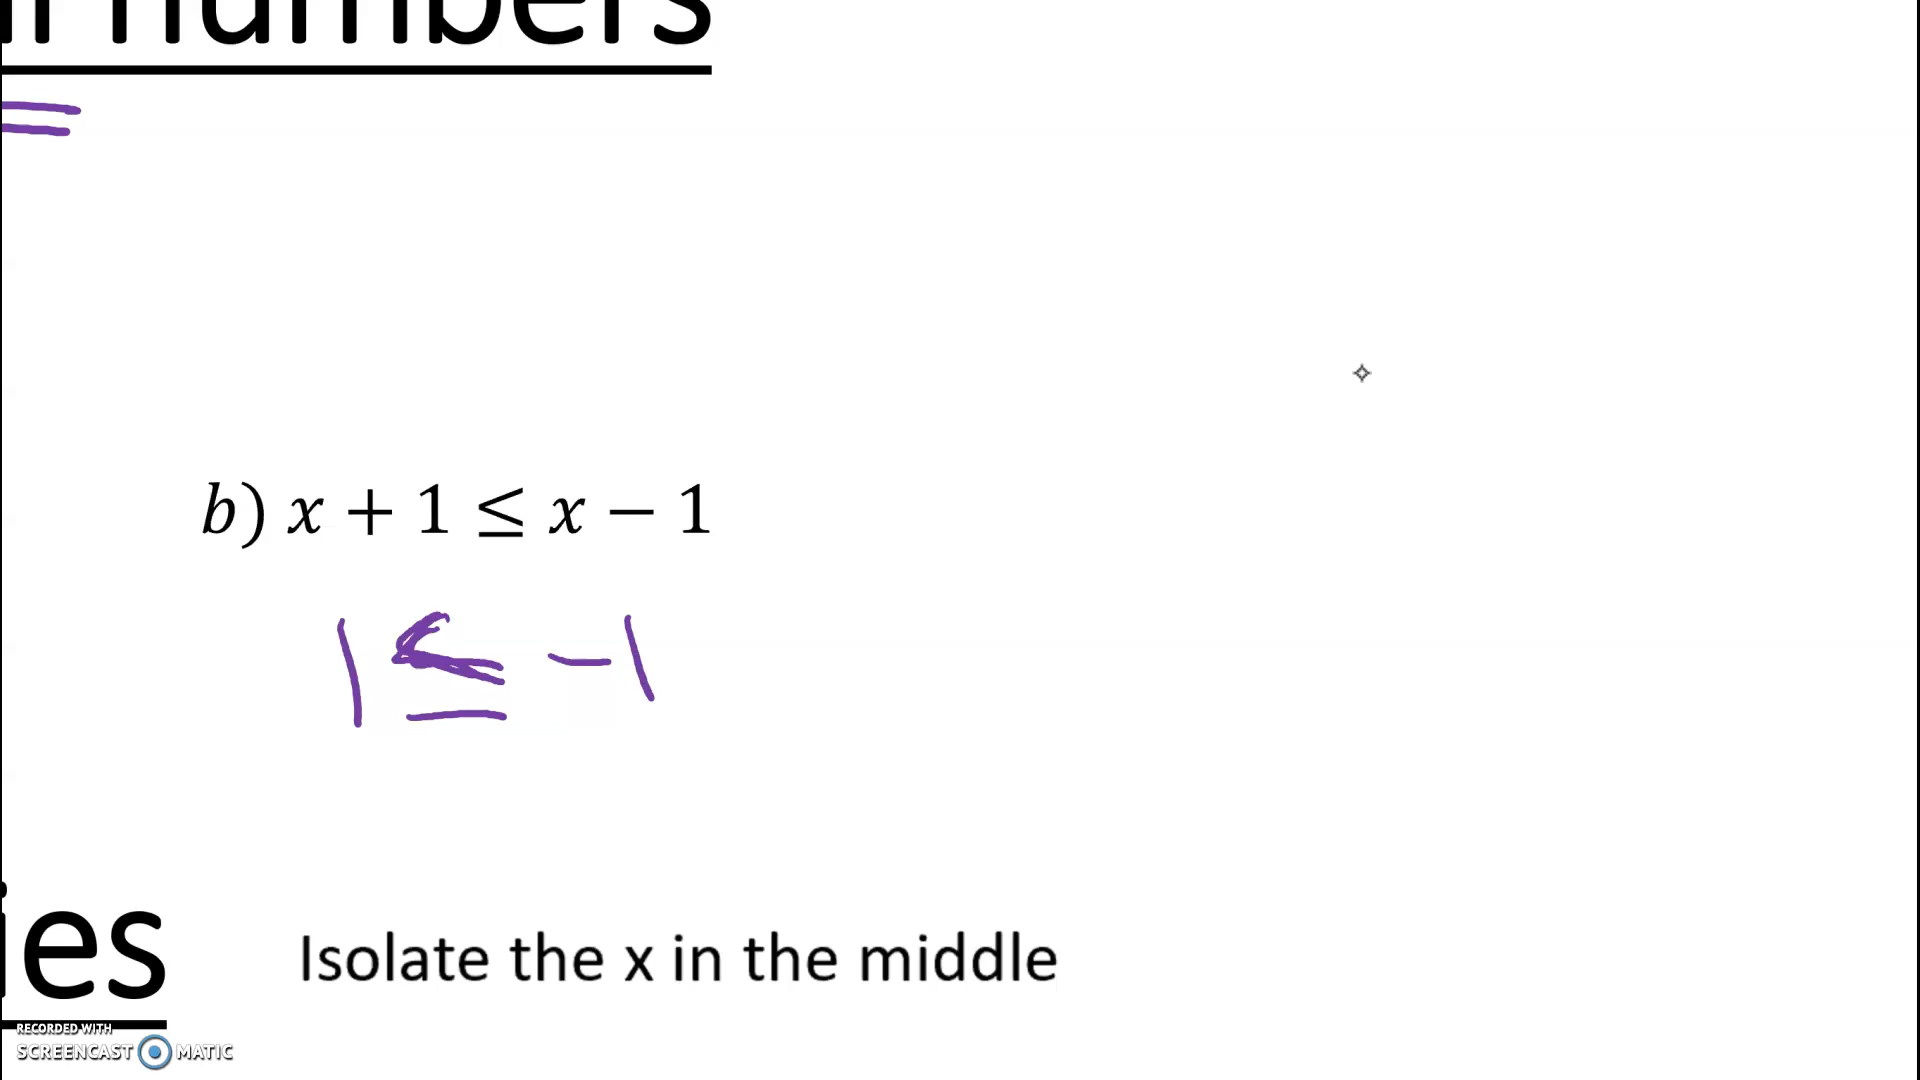 numbers
b) x + 1 ≤ x − 1
1 ≤ -1
ies Isolate the x in the middle
RECORDED WITH
SCREENCAST MATIC